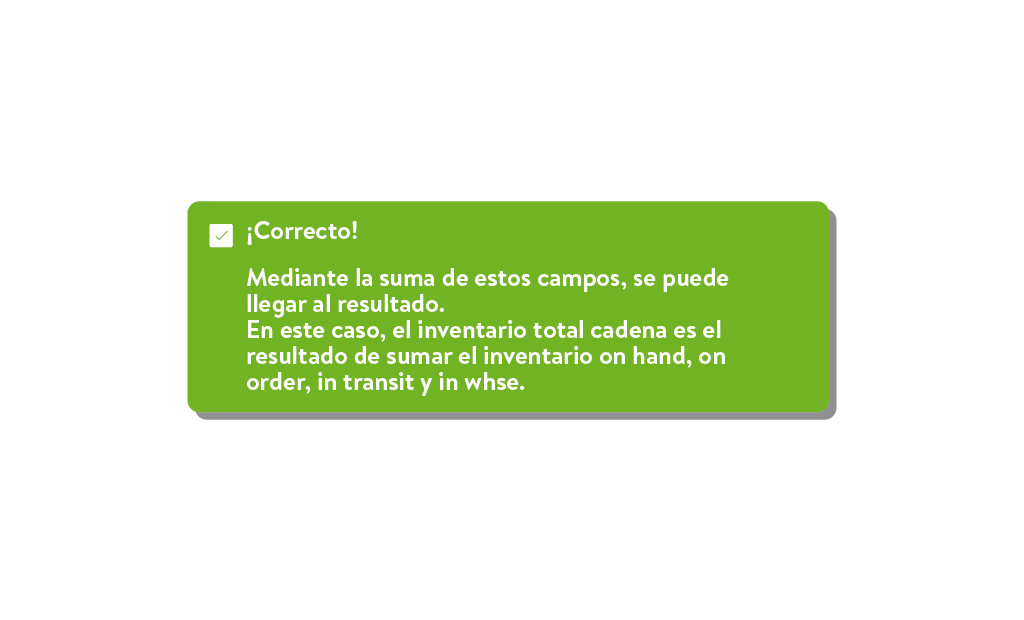 ¡Correcto!
Mediante la suma de estos campos, se puede
llegar al resultado.
En este caso, el inventario total cadena es el
resultado de sumar el inventario on hand, on
order, in transit y in whse.